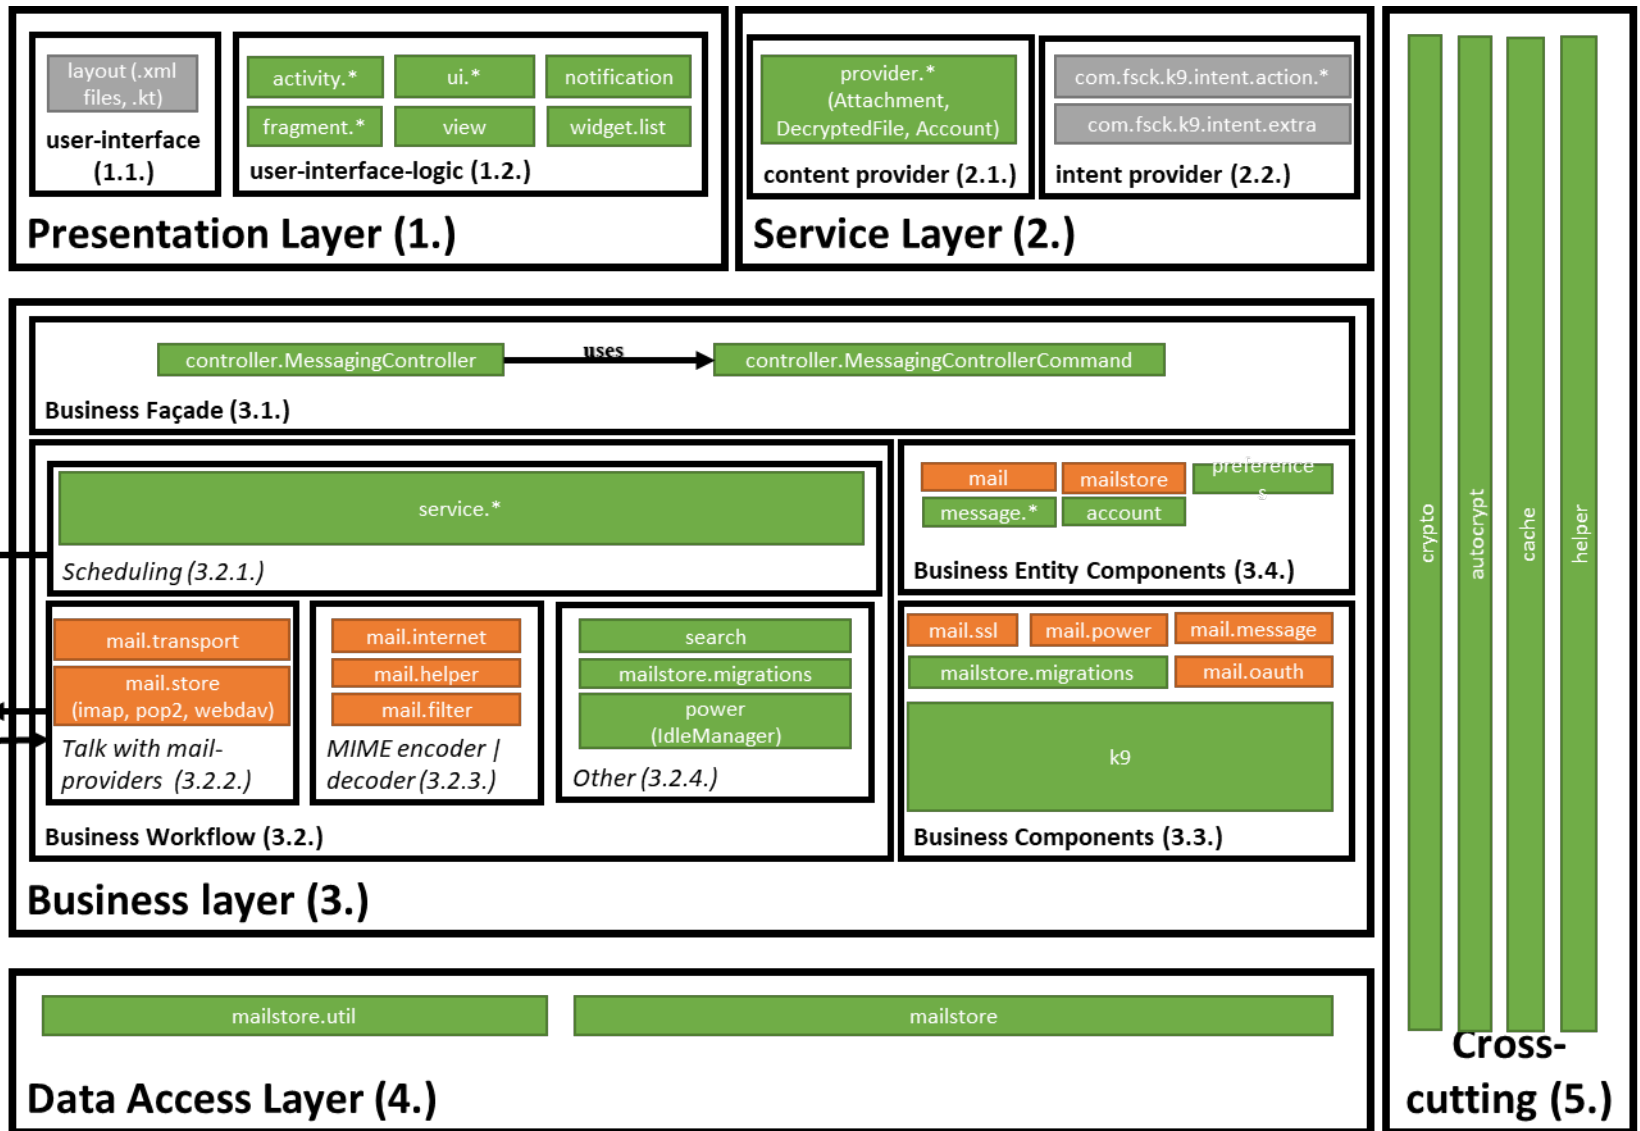 layout (.xml
files, .kt)
user-interface
(1.1.)
activity.*
ui.*
notification
fragment.*
view
widget.list
user-interface-logic (1.2.)
Presentation Layer (1.)
provider.*
(Attachment,
DecryptedFile, Account)
content provider (2.1.)
com.fsck.k9.intent.action.*
com.fsck.k9.intent.extra
intent provider (2.2.)
Service Layer (2.)
controller.MessagingController
uses
controller.MessagingControllerCommand
Business Façade (3.1.)
service.*
Scheduling (3.2.1.)
mail.transport
mail.store
(imap, pop2, webdav)
Talk with mail-
providers (3.2.2.)
mail.internet
mail.helper
mail.filter
MIME encoder |
decoder (3.2.3.)
search
mailstore.migrations
power
(IdleManager)
Other (3.2.4.)
Business Workflow (3.2.)
mail
mailstore
preference
s
message.*
account
Business Entity Components (3.4.)
mail.ssl
mail.power
mail.message
mailstore.migrations
mail.oauth
k9
Business Components (3.3.)
Business layer (3.)
mailstore.util
mailstore
Data Access Layer (4.)
crypto
autocrypt
cache
helper
Cross-
cutting (5.)